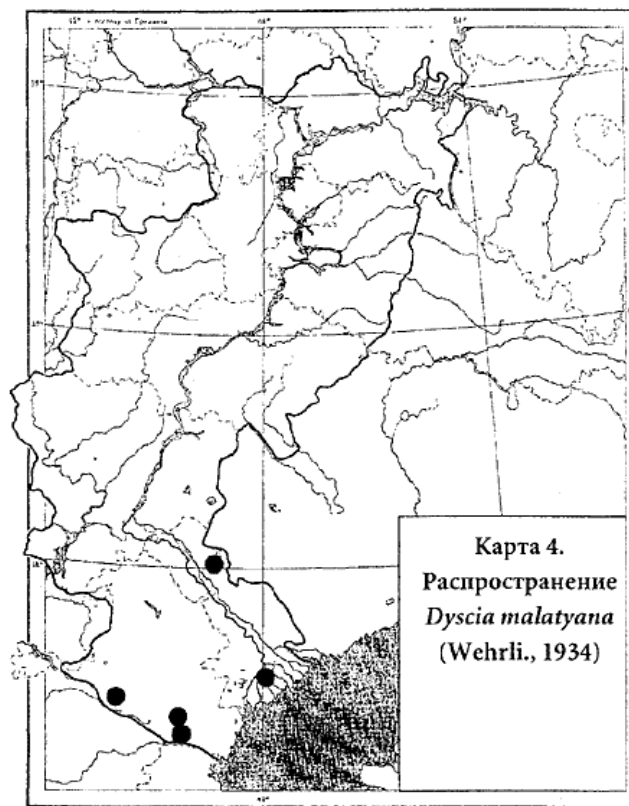 Карта 4.
Распространение
Dyscia malatyana
(Wehrli., 1934)